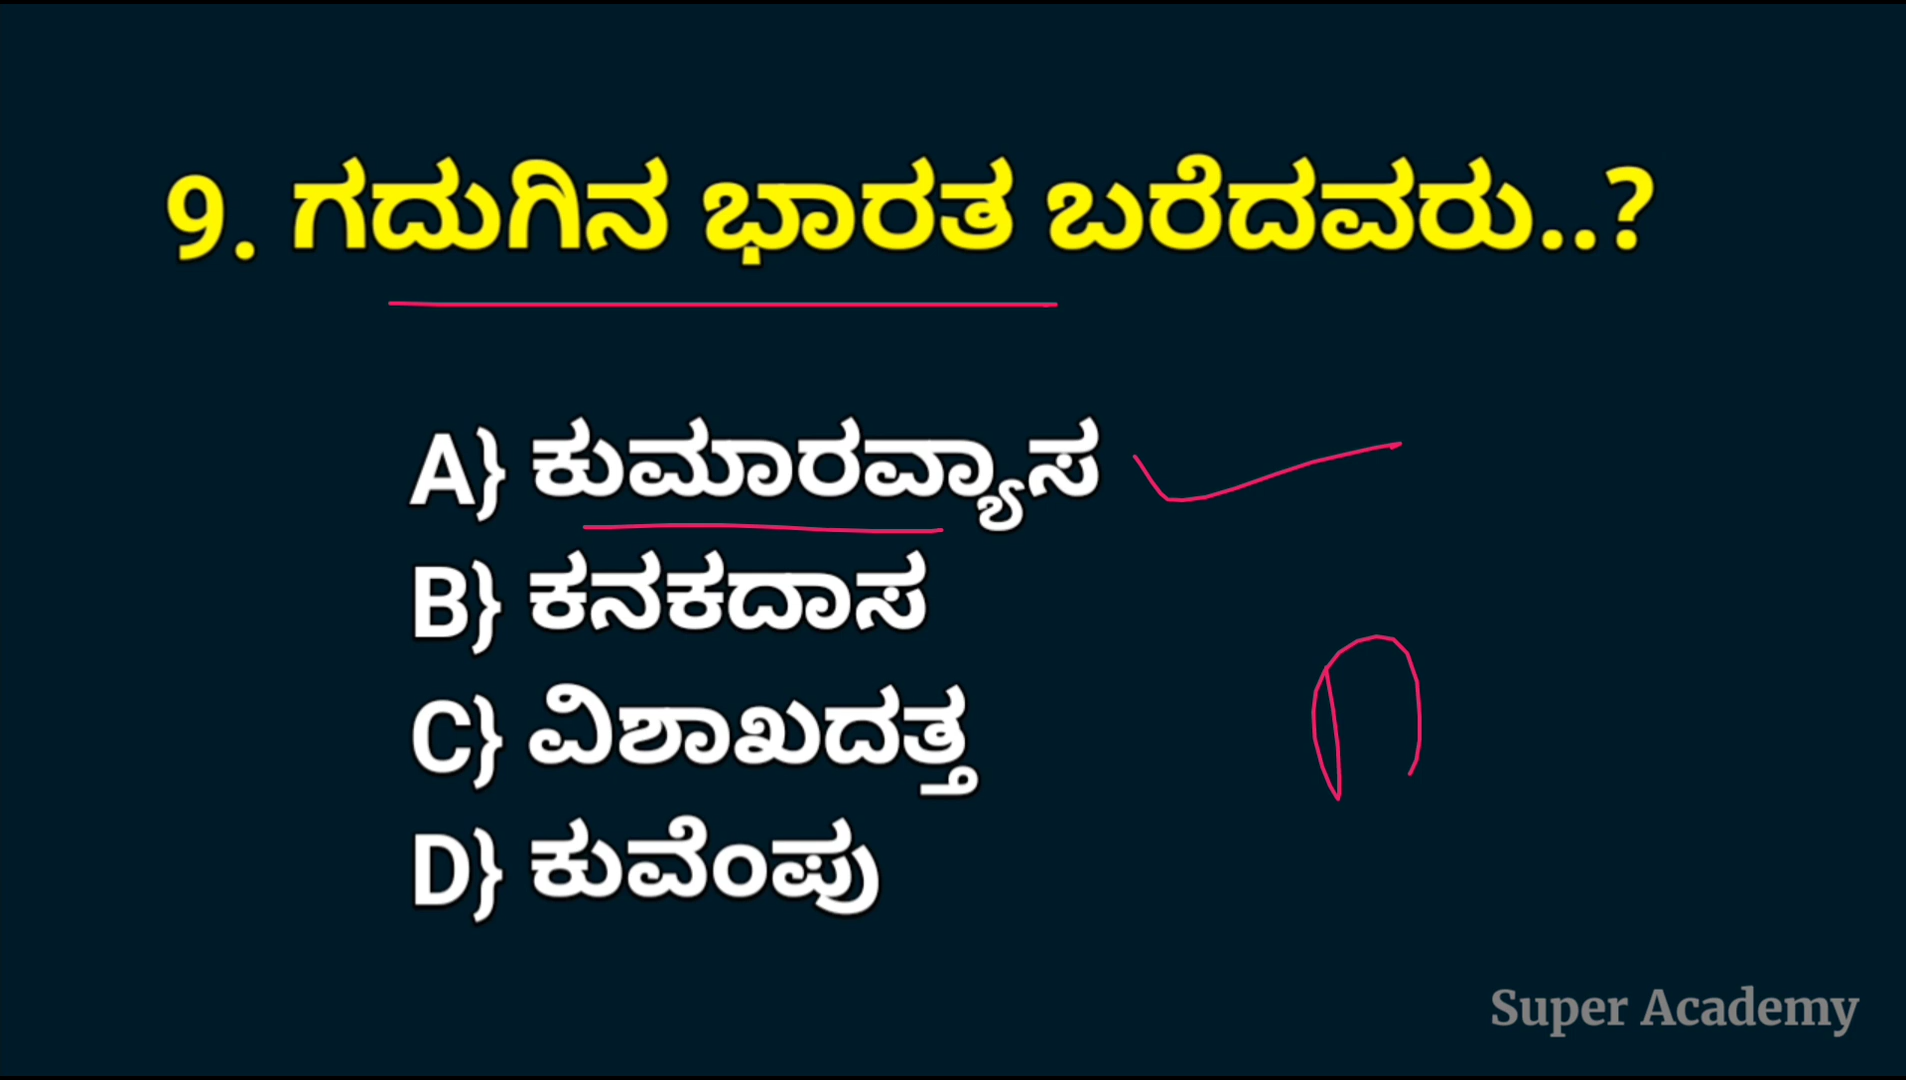 9. ಗದುಗಿನ ಭಾರತ ಬರೆದವರು..?
A} ಕುಮಾರವ್ಯಾಸ
B} ಕನಕದಾಸ
C} ವಿಶಾಖದತ್ತ
D} ಕುವೆಂಪು
Super Academy